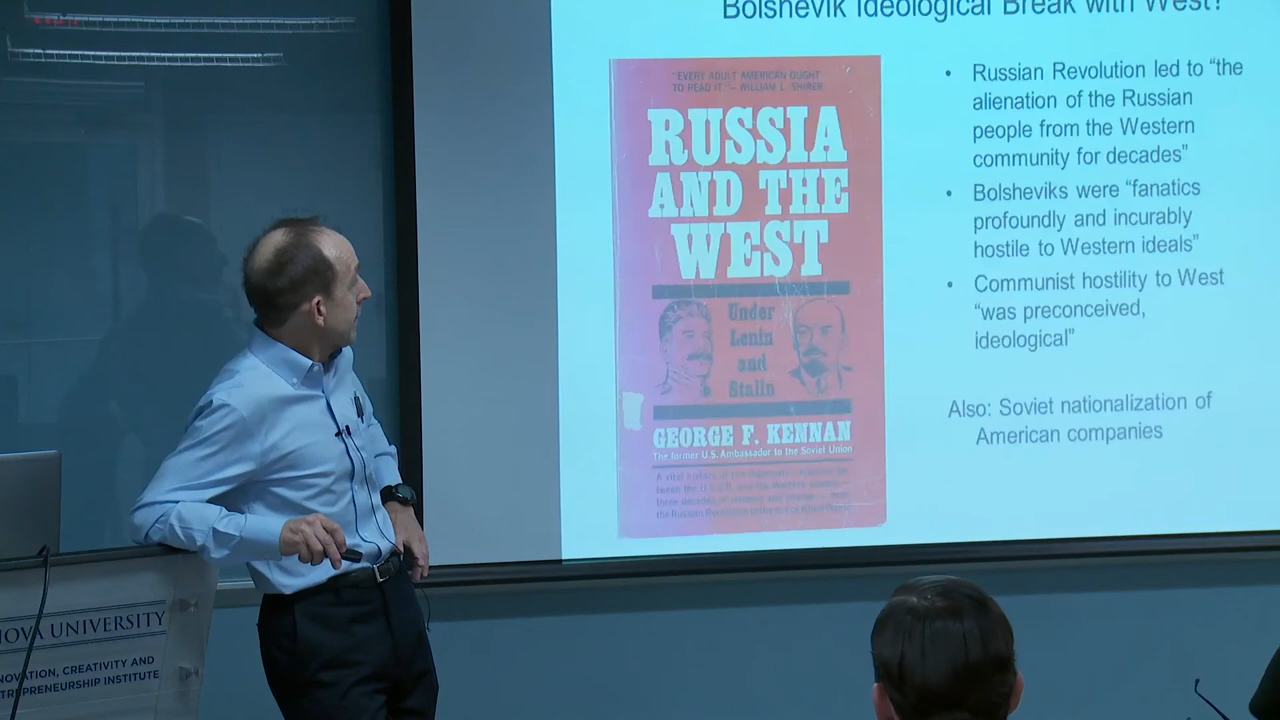 Bolshevik Ideological Break with West?
"EVERY ADULT AMERICAN OUGHT
TO READ IT."—WILLIAM L. SHIRER
RUSSIA
AND THE
WEST
Under
Lenin
and
Stalin
GEORGE F. KENNAN
The former U.S. Ambassador to the Soviet Union
• Russian Revolution led to “the
alienation of the Russian
people from the Western
community for decades”
• Bolsheviks were “fanatics
profoundly and incurably
hostile to Western ideals”
• Communist hostility to West
“was preconceived,
ideological”
Also: Soviet nationalization of
American companies
NOVA UNIVERSITY
NOVATION, CREATIVITY AND
TREPRENEURSHIP INSTITUTE